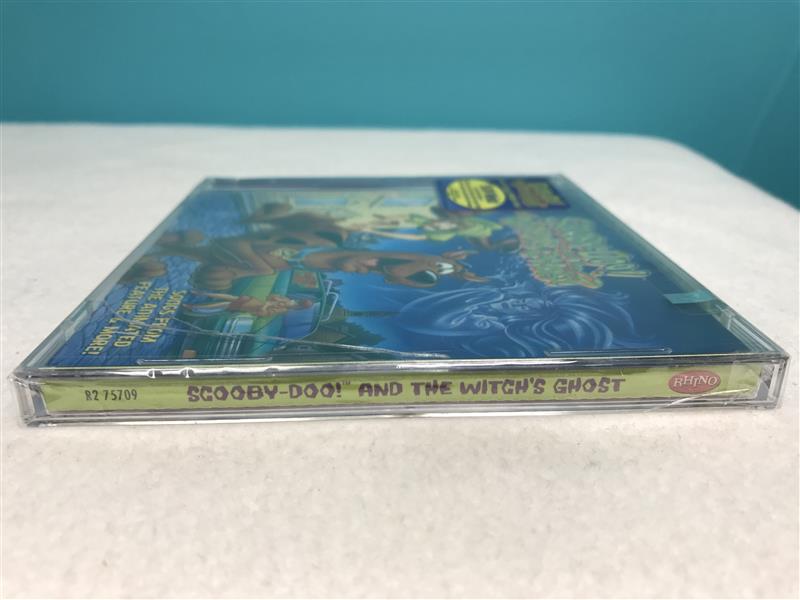 SONGS FROM
THE ANIMATED
FEATURE & MORE!
R2 75709
SCOOBY-DOO!™ AND THE WITCH'S GHOST
RHINO